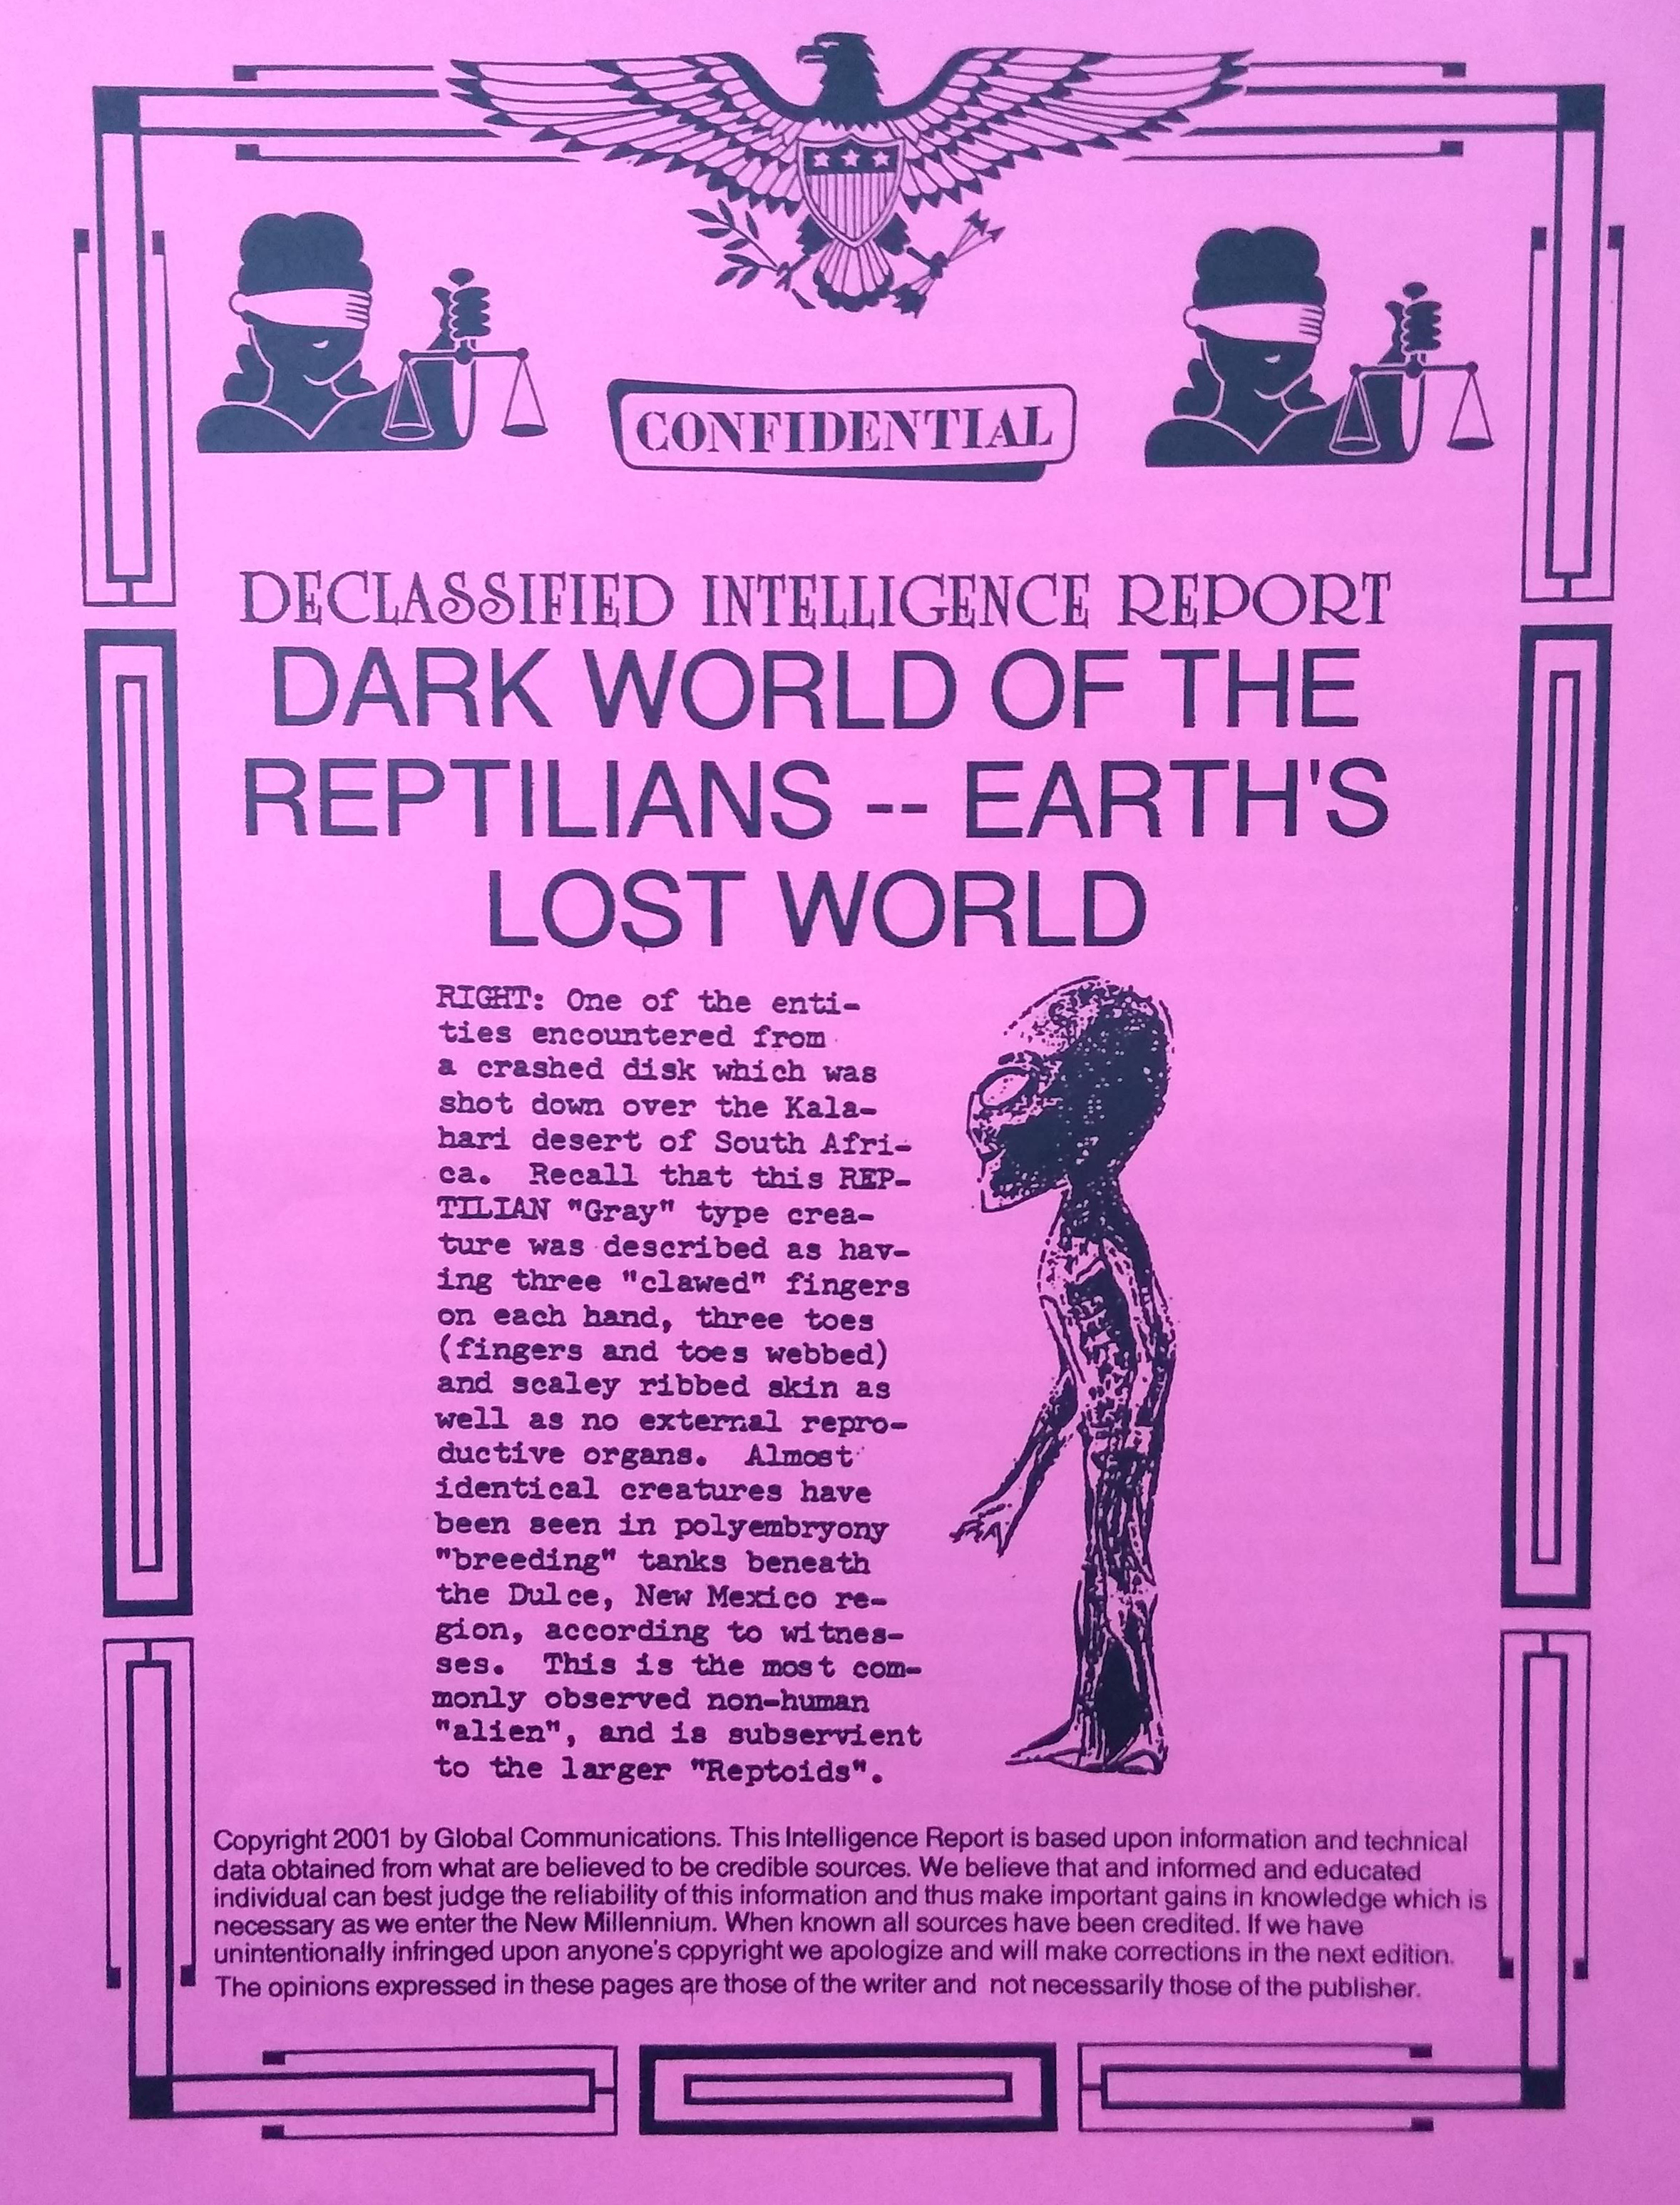 CONFIDENTIAL
DECLASSIFIED INTELLIGENCE REPORT
DARK WORLD OF THE
REPTILIANS -- EARTH'S
LOST WORLD
RIGHT: One of the enti-
ties encountered from
a crashed disk which was
shot down over the Kala-
hari desert of South Afri-
ca. Recall that this REP-
TILIAN "Gray" type crea-
ture was described as hav-
ing three "clawed" fingers
on each hand, three toes
(fingers and toes webbed)
and scaley ribbed skin as
well as no external repro-
ductive organs. Almost
identical creatures have
been seen in polyembryony
"breeding" tanks beneath
the Dulce, New Mexico re-
gion, according to witnes-
ses. This is the most com-
monly observed non-human
"alien", and is subservient
to the larger "Reptoids".
Copyright 2001 by Global Communications. This Intelligence Report is based upon information and technical
data obtained from what are believed to be credible sources. We believe that and informed and educated
individual can best judge the reliability of this information and thus make important gains in knowledge which is
necessary as we enter the New Millennium. When known all sources have been credited. If we have
unintentionally infringed upon anyone's copyright we apologize and will make corrections in the next edition.
The opinions expressed in these pages are those of the writer and not necessarily those of the publisher.